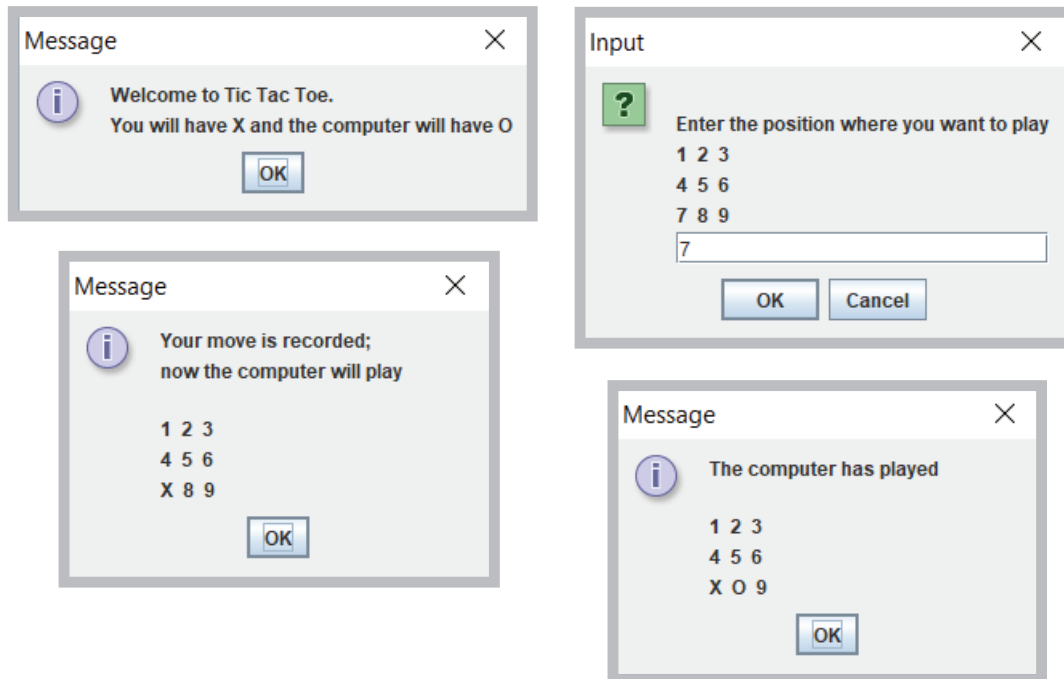 Message
Welcome to Tic Tac Toe.
You will have X and the computer will have O
OK
Input
?
Enter the position where you want to play
1 2 3
4 5 6
7 8 9
7
OK Cancel
Message
Your move is recorded;
now the computer will play
1 2 3
4 5 6
X 8 9
OK
Message
The computer has played
1 2 3
4 5 6
X O 9
OK